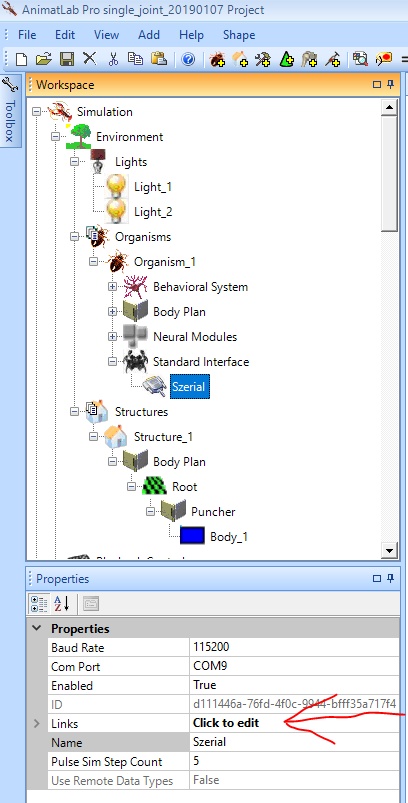 AnimatLab Pro single_joint_20190107 Project
File Edit View Add Help Shape
Toolbox
Workspace
Simulation
Environment
Lights
Light_1
Light_2
Organisms
Organism_1
Behavioral System
Body Plan
Neural Modules
Standard Interface
Szerial
Structures
Structure_1
Body Plan
Root
Puncher
Body_1
Properties
Properties
Baud Rate 115200
Com Port COM9
Enabled True
ID d111446a-76fd-4f0c-9944-bfff35a717f4
Links Click to edit
Name Szerial
Pulse Sim Step Count 5
Use Remote Data Types False